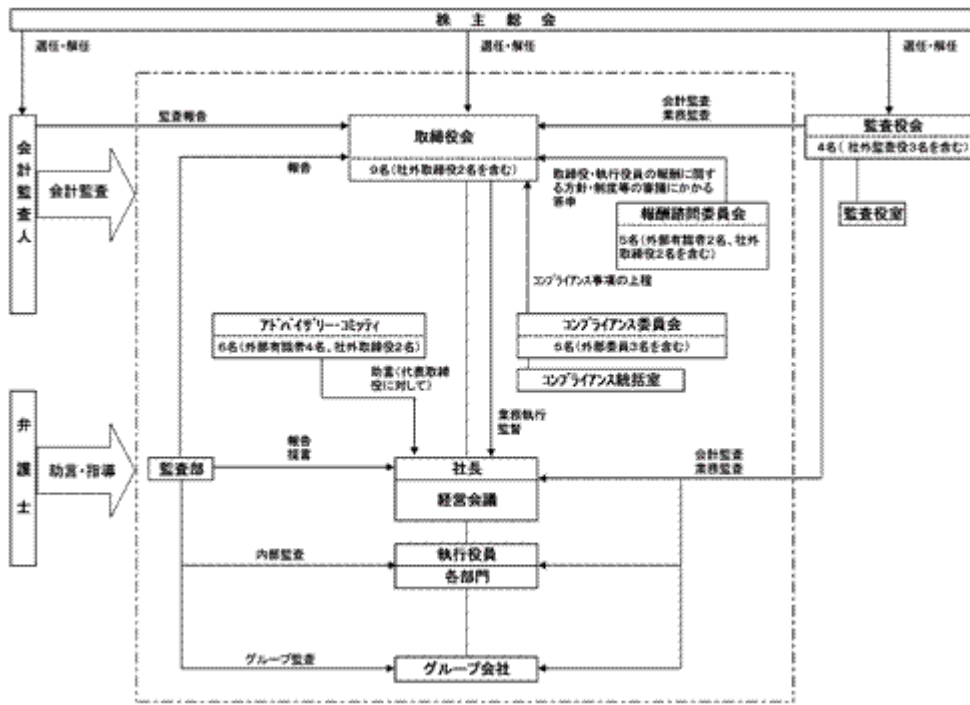 株主総会
選任・解任
選任・解任
選任・解任
会計監査人
監査報告
取締役会
9名(社外取締役2名を含む)
会計監査
業務監査
監査役会
4名(社外監査役3名を含む)
監査役室
会計監査
報告
取締役・執行役員の報酬に関する方針・制度等の審議にかかる
答申
報酬諮問委員会
5名(外部有識者2名、社外
取締役2名を含む)
コンプライアンス事項の上程
アドバイザリー・コミッティ
6名(外部有識者4名、社外取締役2名)
コンプライアンス委員会
6名(外部委員3名を含む)
コンプライアンス統括室
助言(代表取締
役に対して)
業務執行
監督
弁護士
助言・指導
監査部
報告
提言
社長
経営会議
会計監査
業務監査
内部監査
執行役員
各部門
グループ監査
グループ会社